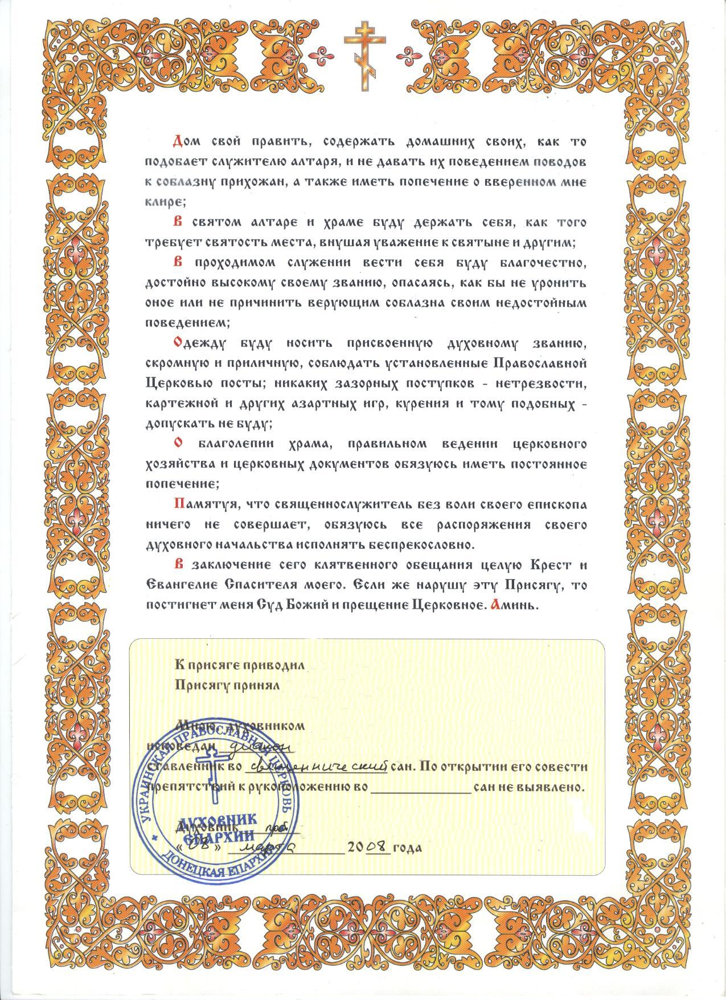 Дом свой править, содержать домашних своих, как то
подобает служителю алтаря, и не давать их поведением поводов
к соблазну прихожан, а также иметь попечение о вверенном мне
клире;
В святом алтаре и храме буду держать себя, как того
требует святость места, внушая уважение к святыне и другим;
В проходимом служении вести себя буду благочестно,
достойно высокому своему званию, опасаясь, как бы не уронить
оное или не причинить верующим соблазна своим недостойным
поведением;
Одежду буду носить присвоенную духовному званию,
скромную и приличную, соблюдать установленные Православной
Церковью посты; никаких зазорных поступков - нетрезвости,
картежной и других азартных игр, курения и тому подобных -
допускать не буду;
О благолепии храма, правильном ведении церковного
хозяйства и церковных документов обязуюсь иметь постоянное
попечение;
Памятуя, что священнослужитель без воли своего епископа
ничего не совершает, обязуюсь все распоряжения своего
духовного начальства исполнять беспрекословно.
В заключение сего клятвенного обещания целую Крест и
Евангелие Спасителя моего. Если же нарушу эту Присягу, то
постигнет меня Суд Божий и прещение Церковное. Аминь.
К присяге приводил
Присягу принял
Мною, духовником
исповедан диакон
ставленник во священнический сан. По открытии его совести
препятствий к рукоположению во ______________ сан не выявлено.
Духовник прот.
« 08 » марта 2008 года
УКРАИНСКАЯ ПРАВОСЛАВНАЯ ЦЕРКОВЬ
ДУХОВНИК
ЕПАРХИИ
ДОНЕЦКАЯ ЕПАРХИЯ